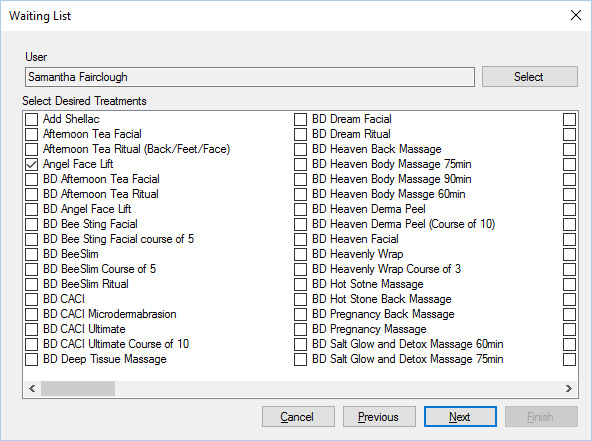 Waiting List
User
Samantha Fairclough
Select
Select Desired Treatments
Add Shellac
Afternoon Tea Facial
Afternoon Tea Ritual (Back/Feet/Face)
Angel Face Lift
BD Afternoon Tea Facial
BD Afternoon Tea Ritual
BD Angel Face Lift
BD Bee Sting Facial
BD Bee Sting Facial course of 5
BD BeeSlim
BD BeeSlim Course of 5
BD BeeSlim Ritual
BD CACI
BD CACI Microdermabrasion
BD CACI Ultimate
BD CACI Ultimate Course of 10
BD Deep Tissue Massage
BD Dream Facial
BD Dream Ritual
BD Heaven Back Massage
BD Heaven Body Massage 75min
BD Heaven Body Massage 90min
BD Heaven Body Massge 60min
BD Heaven Derma Peel
BD Heaven Derma Peel (Course of 10)
BD Heaven Facial
BD Heavenly Wrap
BD Heavenly Wrap Course of 3
BD Hot Sotne Massage
BD Hot Stone Back Massage
BD Pregnancy Back Massage
BD Pregnancy Massage
BD Salt Glow and Detox Massage 60min
BD Salt Glow and Detox Massage 75min
Cancel
Previous
Next
Finish